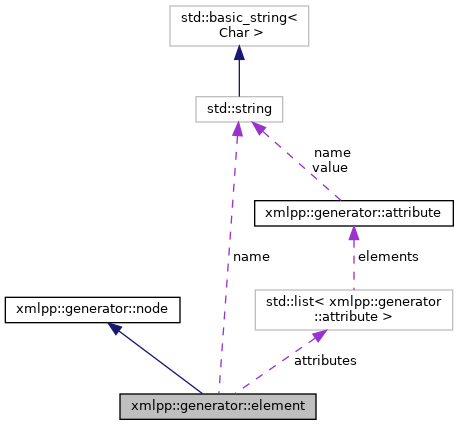 std::basic_string<
Char >
std::string
name
value
xmlpp::generator::attribute
name
elements
xmlpp::generator::node
std::list< xmlpp::generator
::attribute >
attributes
xmlpp::generator::element